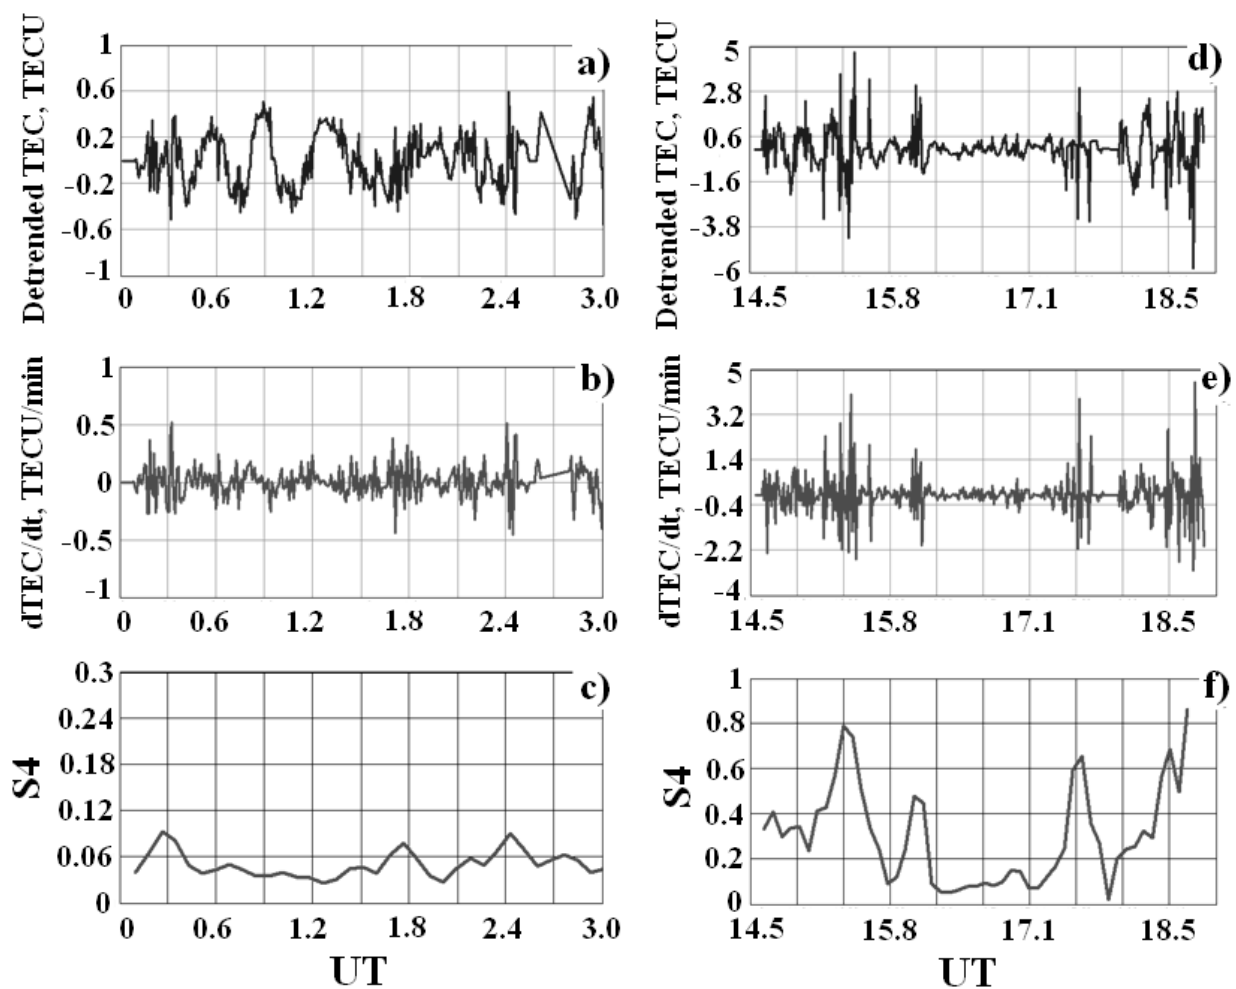 Detrended TEC, TECU
1
0.6
0.2
-0.2
-0.6
-1
a)
0 0.6 1.2 1.8 2.4 3.0
Detrended TEC, TECU
5
2.8
0.6
-1.6
-3.8
-6
d)
14.5 15.8 17.1 18.5
dTEC/dt, TECU/min
1
0.5
0
-0.5
-1
b)
0 0.6 1.2 1.8 2.4 3.0
dTEC/dt, TECU/min
5
3.2
1.4
-0.4
-2.2
-4
e)
14.5 15.8 17.1 18.5
S4
0.3
0.24
0.18
0.12
0.06
0
c)
0 0.6 1.2 1.8 2.4 3.0
UT
S4
1
0.8
0.6
0.4
0.2
0
f)
14.5 15.8 17.1 18.5
UT